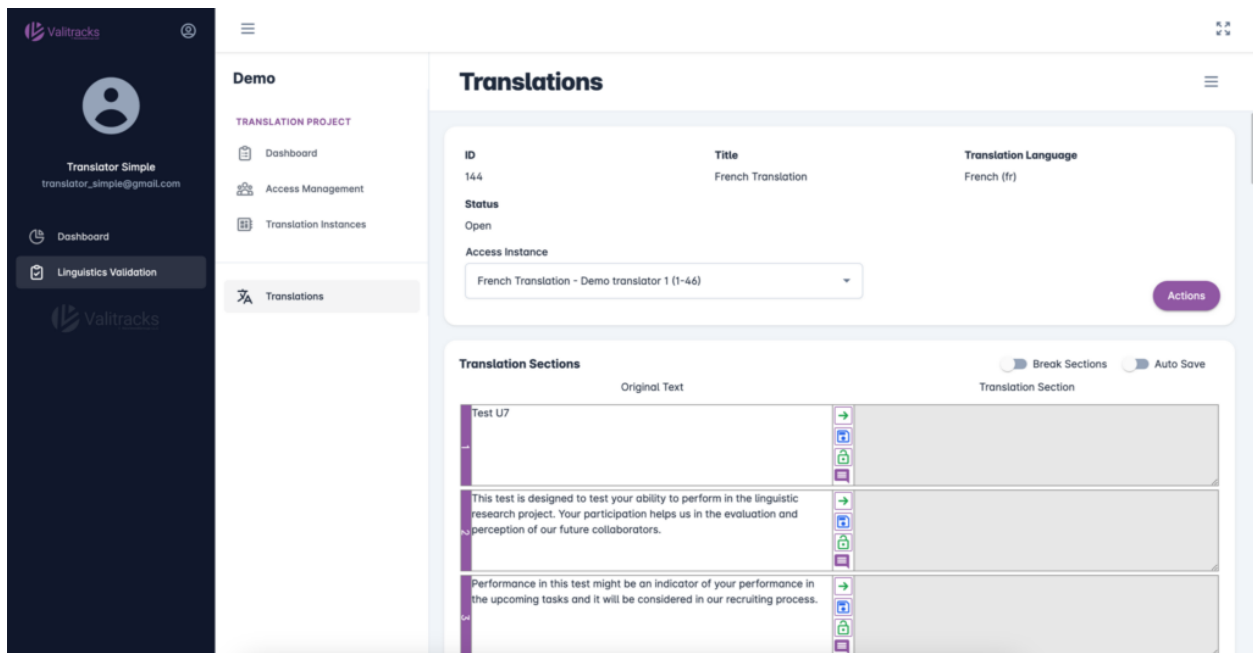 Valitracks
Translator Simple
translator_simple@gmail.com
Dashboard
Linguistics Validation
Valitracks
Demo
TRANSLATION PROJECT
Dashboard
Access Management
Translation Instances
Translations
Translations
ID
Title
Translation Language
144
French Translation
French (fr)
Status
Open
Access Instance
French Translation - Demo translator 1 (1-46)
Actions
Translation Sections
Break Sections
Auto Save
Original Text
Translation Section
1
Test U7
2
This test is designed to test your ability to perform in the linguistic
research project. Your participation helps us in the evaluation and
perception of our future collaborators.
3
Performance in this test might be an indicator of your performance in
the upcoming tasks and it will be considered in our recruiting process.